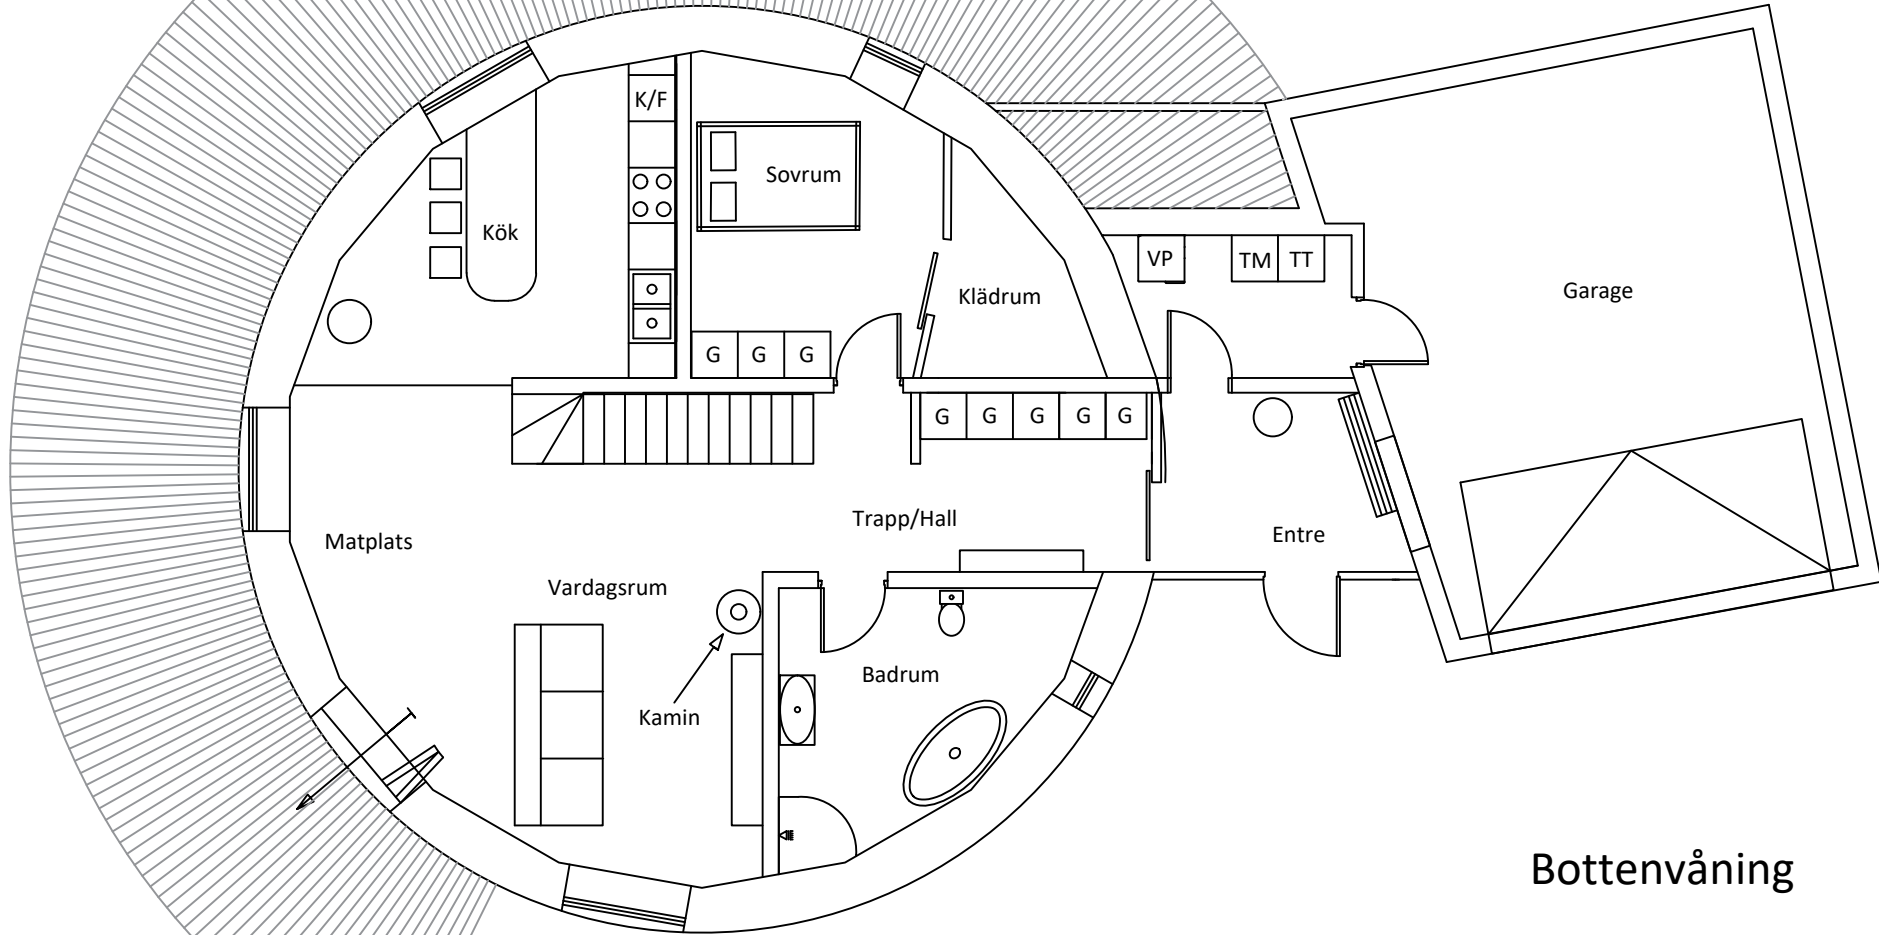 K/F
Sovrum
Kök
VP
TM
TT
Klädrum
Garage
G
G
G
G
G
G
G
G
Trapp/Hall
Entre
Matplats
Vardagsrum
Badrum
Kamin
Bottenvåning